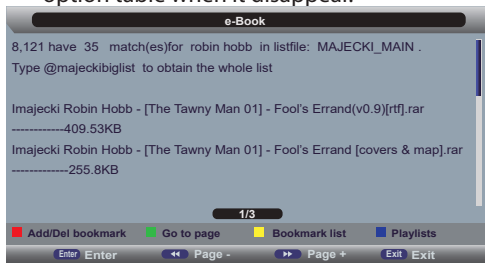 option table when it disappear.
e-Book
8,121 have 35 match(es)for robin hobb in listfile: MAJECKI_MAIN .
Type @majeckibiglist to obtain the whole list
Imajecki Robin Hobb - [The Tawny Man 01] - Fool's Errand(v0.9)[rtf].rar
------------409.53KB
Imajecki Robin Hobb - [The Tawny Man 01] - Fool's Errand [covers & map].rar
-------------255.8KB
1/3
Add/Del bookmark Go to page Bookmark list Playlists
Enter Enter Page - Page + Exit Exit